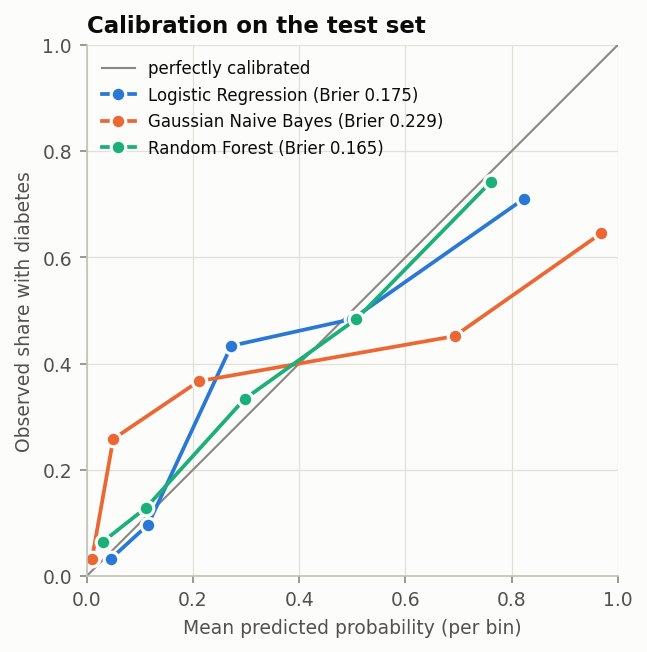 Calibration on the test set
perfectly calibrated
Logistic Regression (Brier 0.175)
Gaussian Naive Bayes (Brier 0.229)
Random Forest (Brier 0.165)
Observed share with diabetes
1.0
0.8
0.6
0.4
0.2
0.0
0.0 0.2 0.4 0.6 0.8 1.0
Mean predicted probability (per bin)